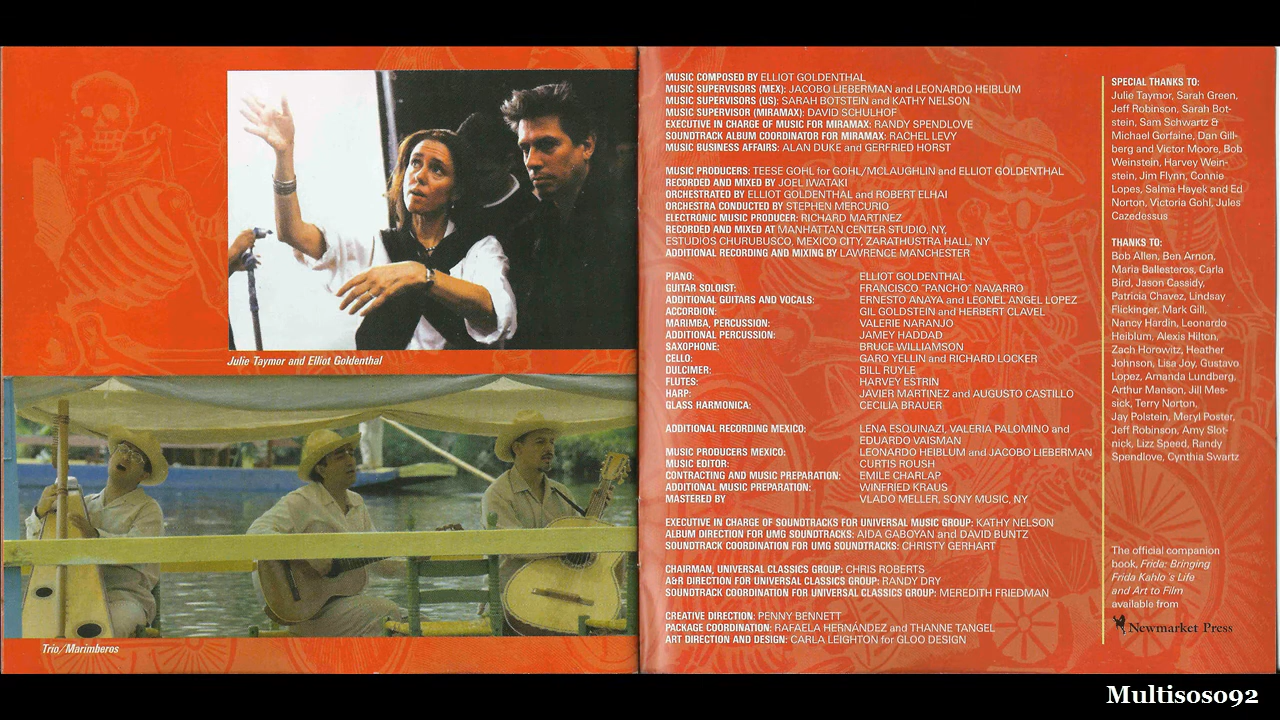 Julie Taymor and Elliot Goldenthal
Trio/Marimberos
MUSIC COMPOSED BY ELLIOT GOLDENTHAL
MUSIC SUPERVISORS (MEX): JACOBO LIEBERMAN and LEONARDO HEIBLUM
MUSIC SUPERVISORS (US): SARAH BOTSTEIN and KATHY NELSON
MUSIC SUPERVISOR (MIRAMAX): DAVID SCHULHOF
EXECUTIVE IN CHARGE OF MUSIC FOR MIRAMAX: RANDY SPENDLOVE
SOUNDTRACK ALBUM COORDINATOR FOR MIRAMAX: RACHEL LEVY
MUSIC BUSINESS AFFAIRS: ALAN DUKE and GERFRIED HORST
MUSIC PRODUCERS: TEESE GOHL for GOHL/MCLAUGHLIN and ELLIOT GOLDENTHAL
RECORDED AND MIXED BY JOEL IWATAKI
ORCHESTRATED BY ELLIOT GOLDENTHAL and ROBERT ELHAI
ORCHESTRA CONDUCTED BY STEPHEN MERCURIO
ELECTRONIC MUSIC PRODUCER: RICHARD MARTINEZ
RECORDED AND MIXED AT MANHATTAN CENTER STUDIO, NY,
ESTUDIOS CHURUBUSCO, MEXICO CITY, ZARATHUSTRA HALL, NY
ADDITIONAL RECORDING AND MIXING BY LAWRENCE MANCHESTER
PIANO: ELLIOT GOLDENTHAL
GUITAR SOLOIST: FRANCISCO "PANCHO" NAVARRO
ADDITIONAL GUITARS AND VOCALS: ERNESTO ANAYA and LEONEL ANGEL LOPEZ
ACCORDION: GIL GOLDSTEIN and HERBERT CLAVEL
MARIMBA, PERCUSSION: VALERIE NARANJO
ADDITIONAL PERCUSSION: JAMEY HADDAD
SAXOPHONE: BRUCE WILLIAMSON
CELLO: GARO YELLIN and RICHARD LOCKER
DULCIMER: BILL RUYLE
FLUTES: HARVEY ESTRIN
HARP: JAVIER MARTINEZ and AUGUSTO CASTILLO
GLASS HARMONICA: CECILIA BRAUER
ADDITIONAL RECORDING MEXICO: LENA ESQUINAZI, VALERIA PALOMINO and
EDUARDO VAISMAN
MUSIC PRODUCERS MEXICO: LEONARDO HEIBLUM and JACOBO LIEBERMAN
MUSIC EDITOR: CURTIS ROUSH
CONTRACTING AND MUSIC PREPARATION: EMILE CHARLAP
ADDITIONAL MUSIC PREPARATION: WINFRIED KRAUS
MASTERED BY VLADO MELLER, SONY MUSIC, NY
EXECUTIVE IN CHARGE OF SOUNDTRACKS FOR UNIVERSAL MUSIC GROUP: KATHY NELSON
ALBUM DIRECTION FOR UMG SOUNDTRACKS: AIDA GABOYAN and DAVID BUNTZ
SOUNDTRACK COORDINATION FOR UMG SOUNDTRACKS: CHRISTY GERHART
CHAIRMAN, UNIVERSAL CLASSICS GROUP: CHRIS ROBERTS
A&R DIRECTION FOR UNIVERSAL CLASSICS GROUP: RANDY DRY
SOUNDTRACK COORDINATION FOR UNIVERSAL CLASSICS GROUP: MEREDITH FRIEDMAN
CREATIVE DIRECTION: PENNY BENNETT
PACKAGE COORDINATION: RAFAELA HERNÁNDEZ and THANNE TANGEL
ART DIRECTION AND DESIGN: CARLA LEIGHTON for GLOO DESIGN
SPECIAL THANKS TO:
Julie Taymor, Sarah Green,
Jeff Robinson, Sarah Bot-
stein, Sam Schwartz &
Michael Gorfaine, Dan Gill-
berg and Victor Moore, Bob
Weinstein, Harvey Wein-
stein, Jim Flynn, Connie
Lopes, Salma Hayek and Ed
Norton, Victoria Gohl, Jules
Cazedessus
THANKS TO:
Bob Allen, Ben Arnon,
Maria Ballesteros, Carla
Bird, Jason Cassidy,
Patricia Chavez, Lindsay
Flickinger, Mark Gill,
Nancy Hardin, Leonardo
Heiblum, Alexis Hilton,
Zach Horowitz, Heather
Johnson, Lisa Joy, Gustavo
Lopez, Amanda Lundberg,
Arthur Manson, Jill Mes-
sick, Terry Norton,
Jay Polstein, Meryl Poster,
Jeff Robinson, Amy Slot-
nick, Lizz Speed, Randy
Spendlove, Cynthia Swartz
The official companion
book, Frida: Bringing
Frida Kahlo´s Life
and Art to Film
available from
Newmarket Press
Multisoso92